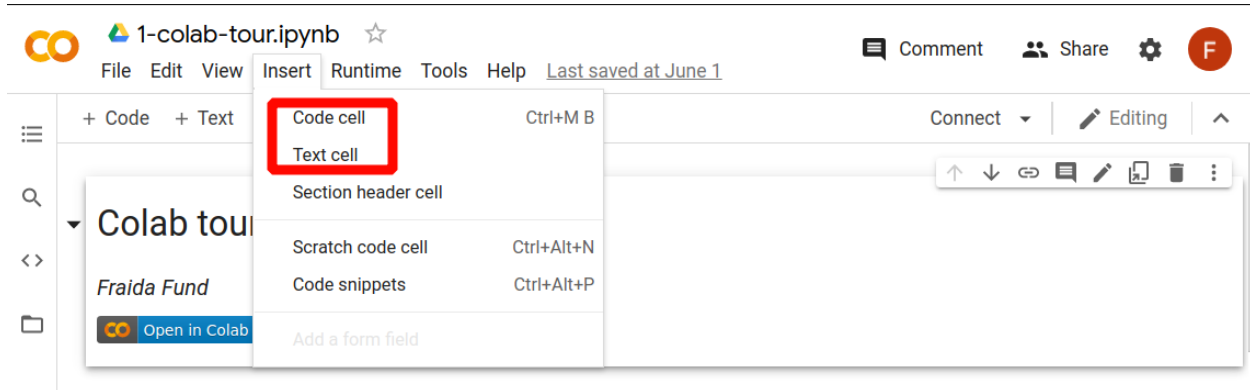 1-colab-tour.ipynb
Comment Share F
File Edit View Insert Runtime Tools Help Last saved at June 1
+ Code + Text
Connect Editing
Code cell Ctrl+M B
Text cell
Section header cell
Scratch code cell Ctrl+Alt+N
Code snippets Ctrl+Alt+P
Add a form field
Colab tour
Fraida Fund
Open in Colab